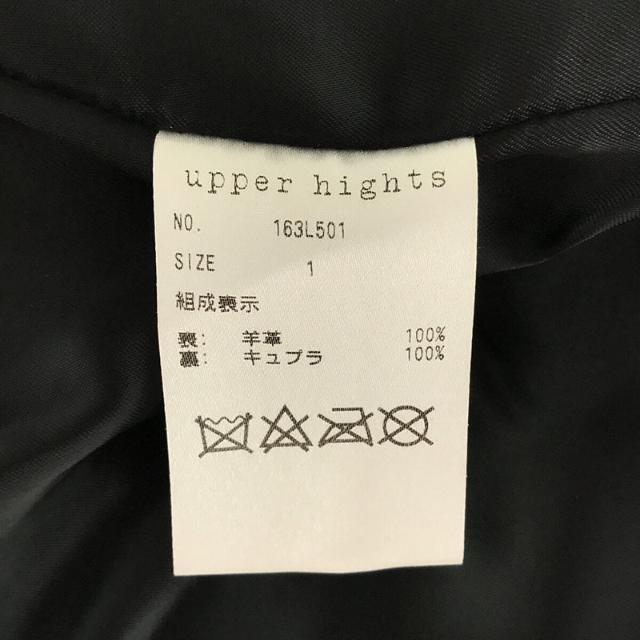 upper hights
NO. 163L501
SIZE 1
組成表示
表: 羊革 100%
裏: キュプラ 100%